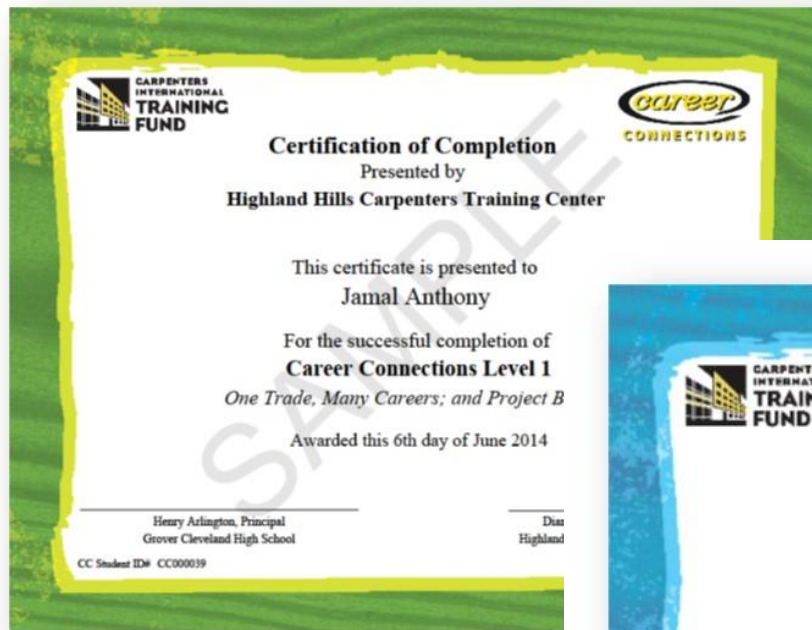 CARPENTERS
INTERNATIONAL
TRAINING
FUND
career
CONNECTIONS
Certification of Completion
Presented by
Highland Hills Carpenters Training Center
This certificate is presented to
Jamal Anthony
For the successful completion of
Career Connections Level 1
One Trade, Many Careers; and Project B
Awarded this 6th day of June 2014
SAMPLE
Henry Arlington, Principal
Grover Cleveland High School
Highland
CC Student ID# CC000039
FUND